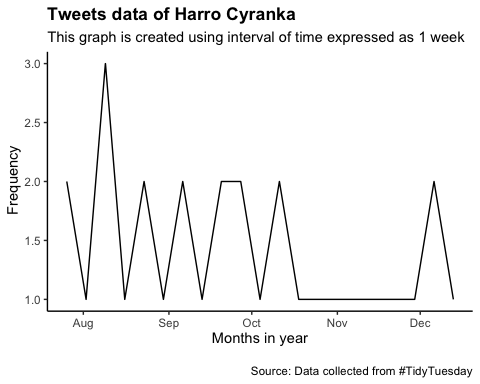 Tweets data of Harro Cyranka
This graph is created using interval of time expressed as 1 week
Frequency
3.0
2.5
2.0
1.5
1.0
Aug Sep Oct Nov Dec
Months in year
Source: Data collected from #TidyTuesday